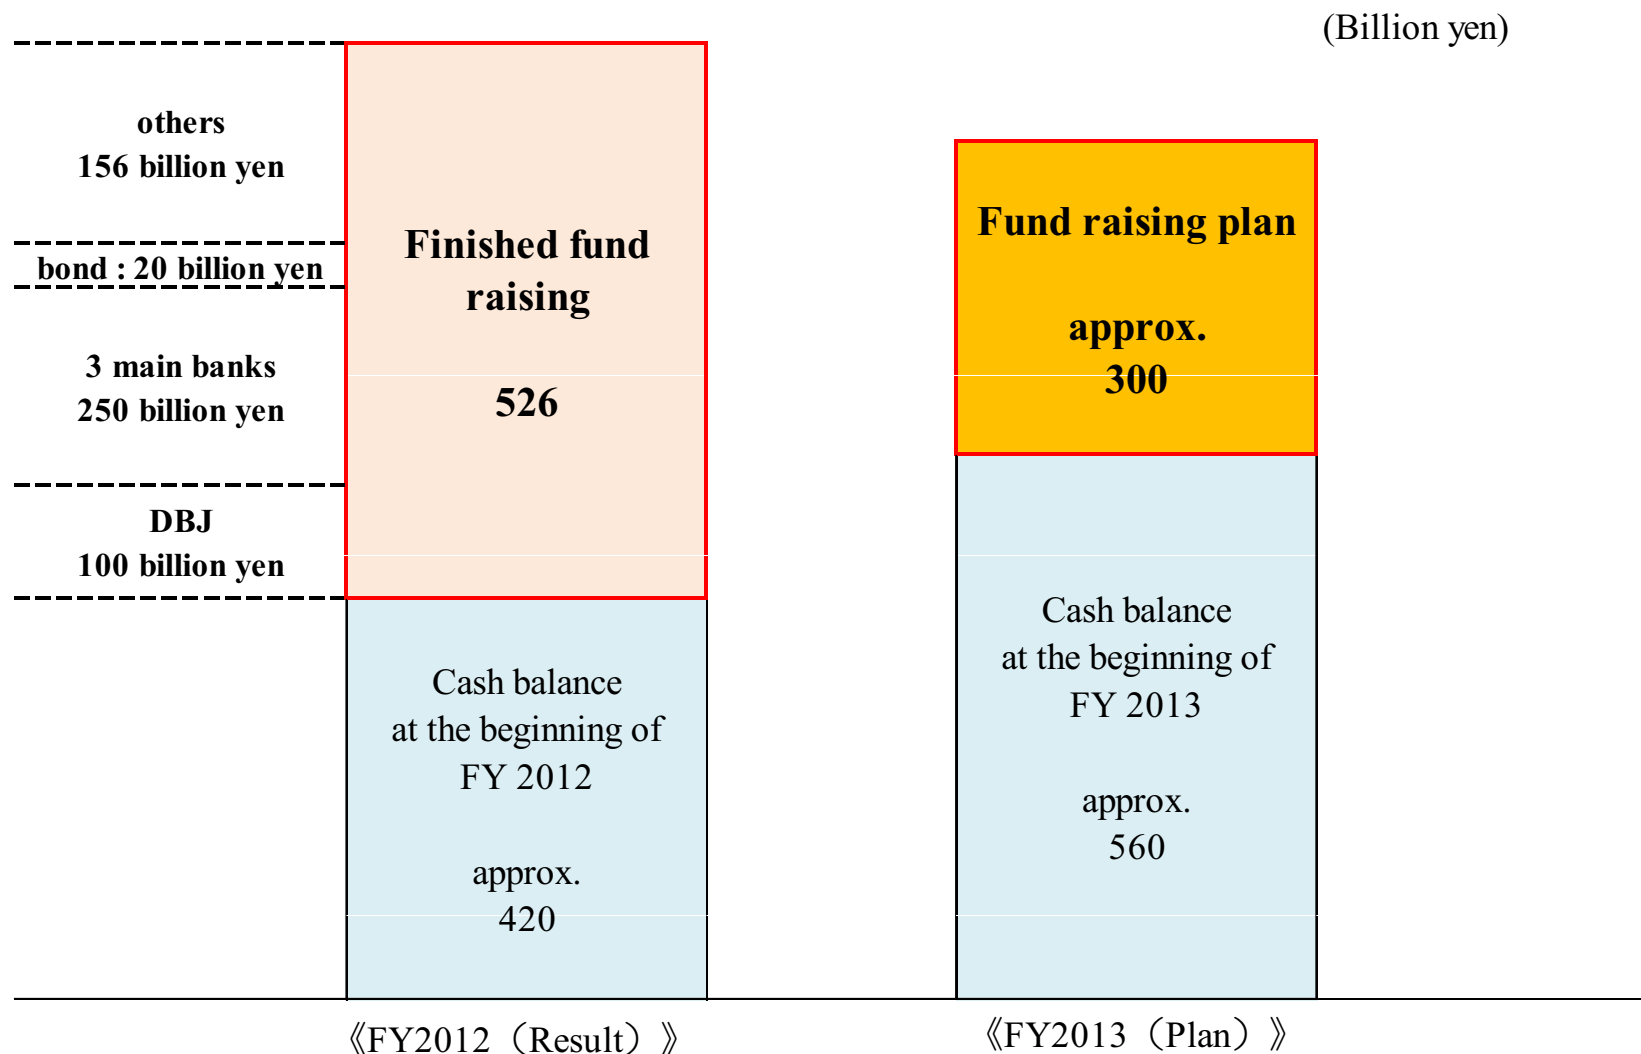 (Billion yen)
others
156 billion yen
bond : 20 billion yen
3 main banks
250 billion yen
DBJ
100 billion yen
Finished fund
raising
526
Cash balance
at the beginning of
FY 2012
approx.
420
Fund raising plan
approx.
300
Cash balance
at the beginning of
FY 2013
approx.
560
《FY2012（Result）》
《FY2013（Plan）》